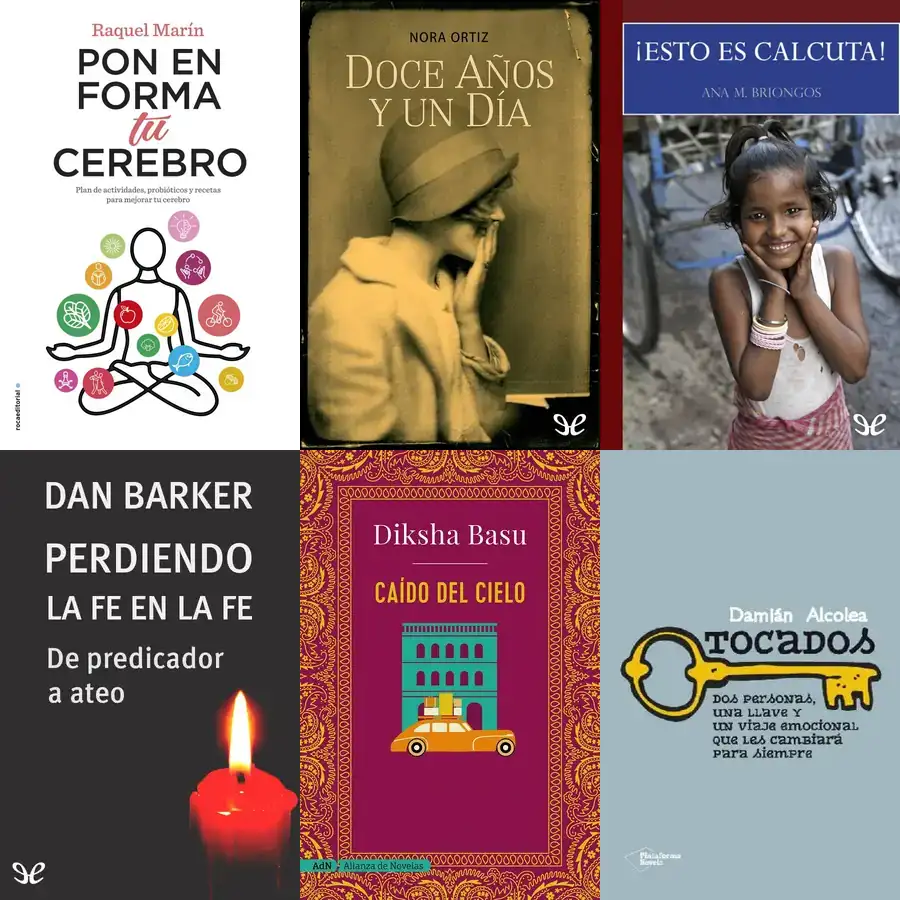 Raquel Marín
PON EN
FORMA
tu
CEREBRO
Plan de actividades, probióticos y recetas
para mejorar tu cerebro
rocaeditorial
NORA ORTIZ
DOCE AÑOS
Y UN DÍA
¡ESTO ES CALCUTA!
ANA M. BRIONGOS
DAN BARKER
PERDIENDO
LA FE EN LA FE
De predicador
a ateo
Diksha Basu
CAÍDO DEL CIELO
AdN Alianza de Novelas
Damián Alcolea
TOCADOS
DOS PERSONAS,
UNA LLAVE Y
UN VIAJE EMOCIONAL
QUE LES CAMBIARÁ
PARA SIEMPRE
Plataforma
Novela